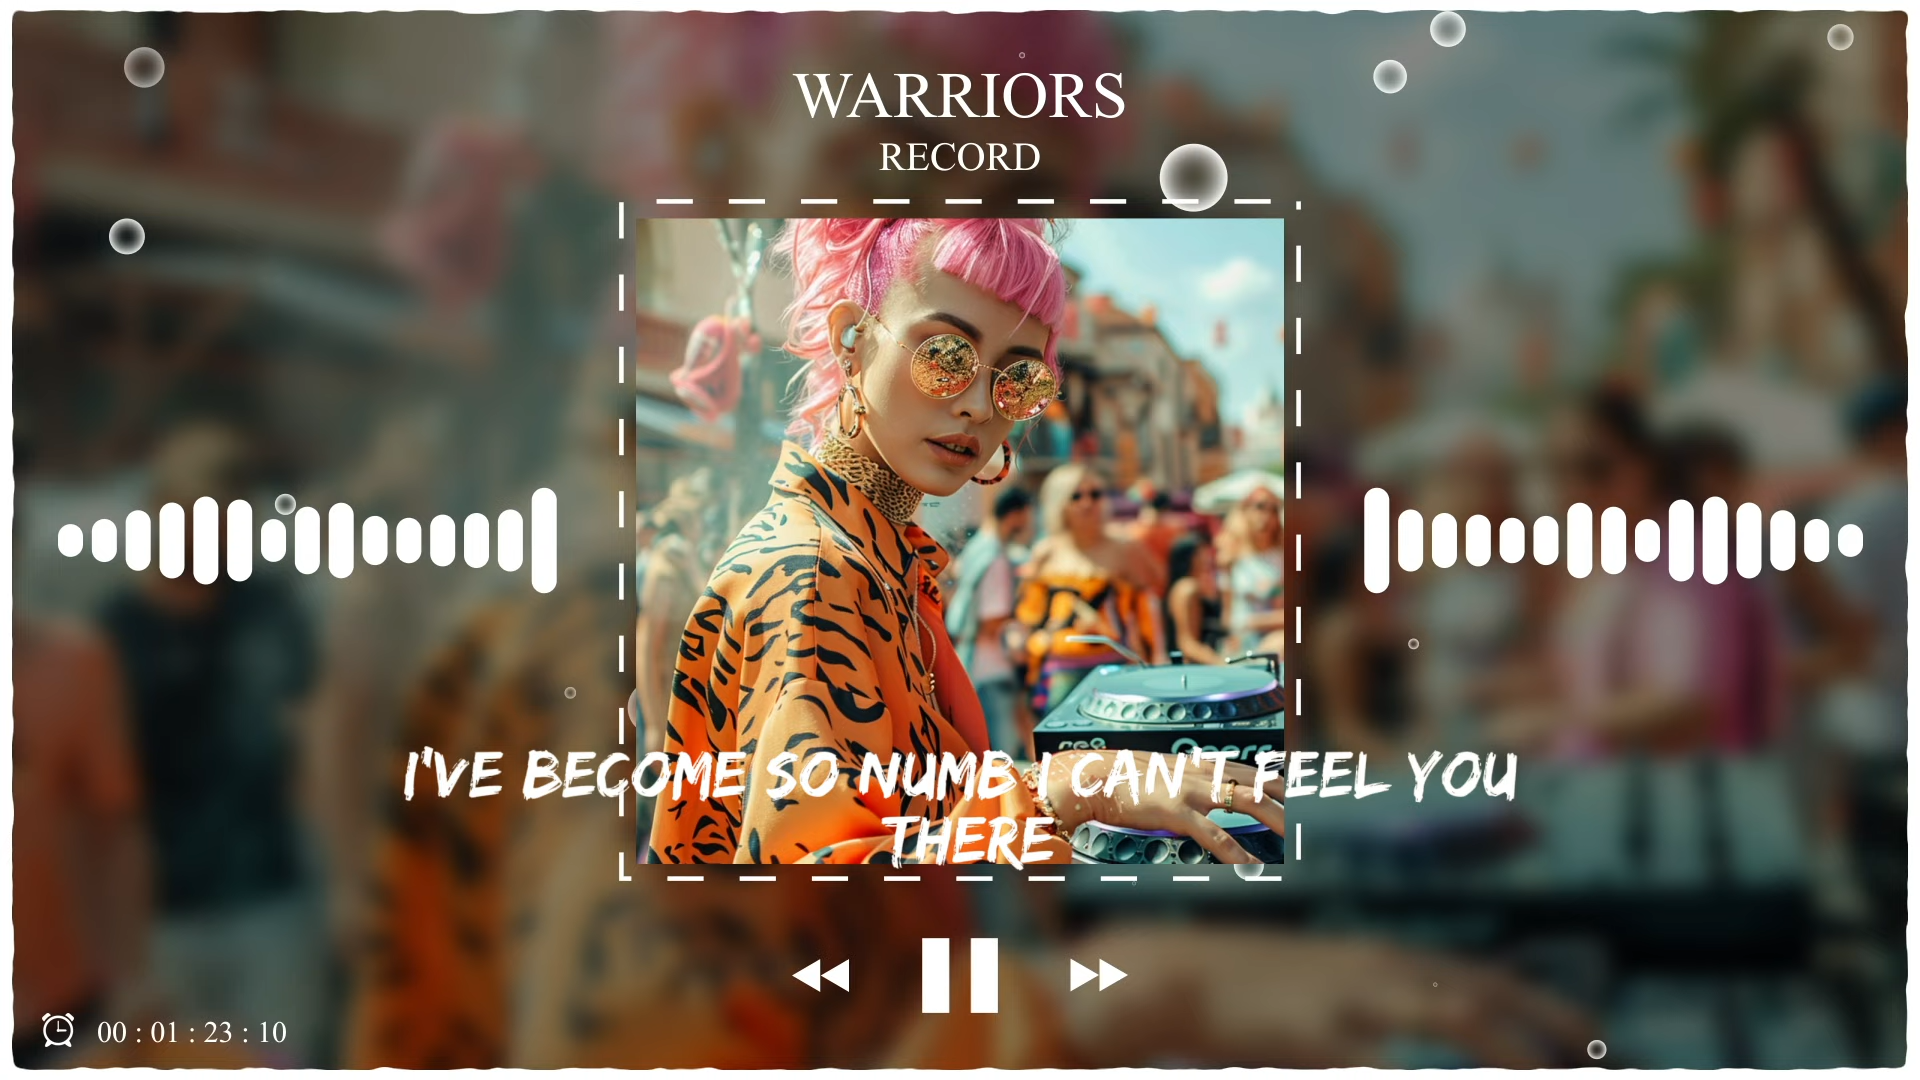 WARRIORS
RECORD
I'VE BECOME SO NUMB I CAN'T FEEL YOU
THERE
00 : 01 : 23 : 10